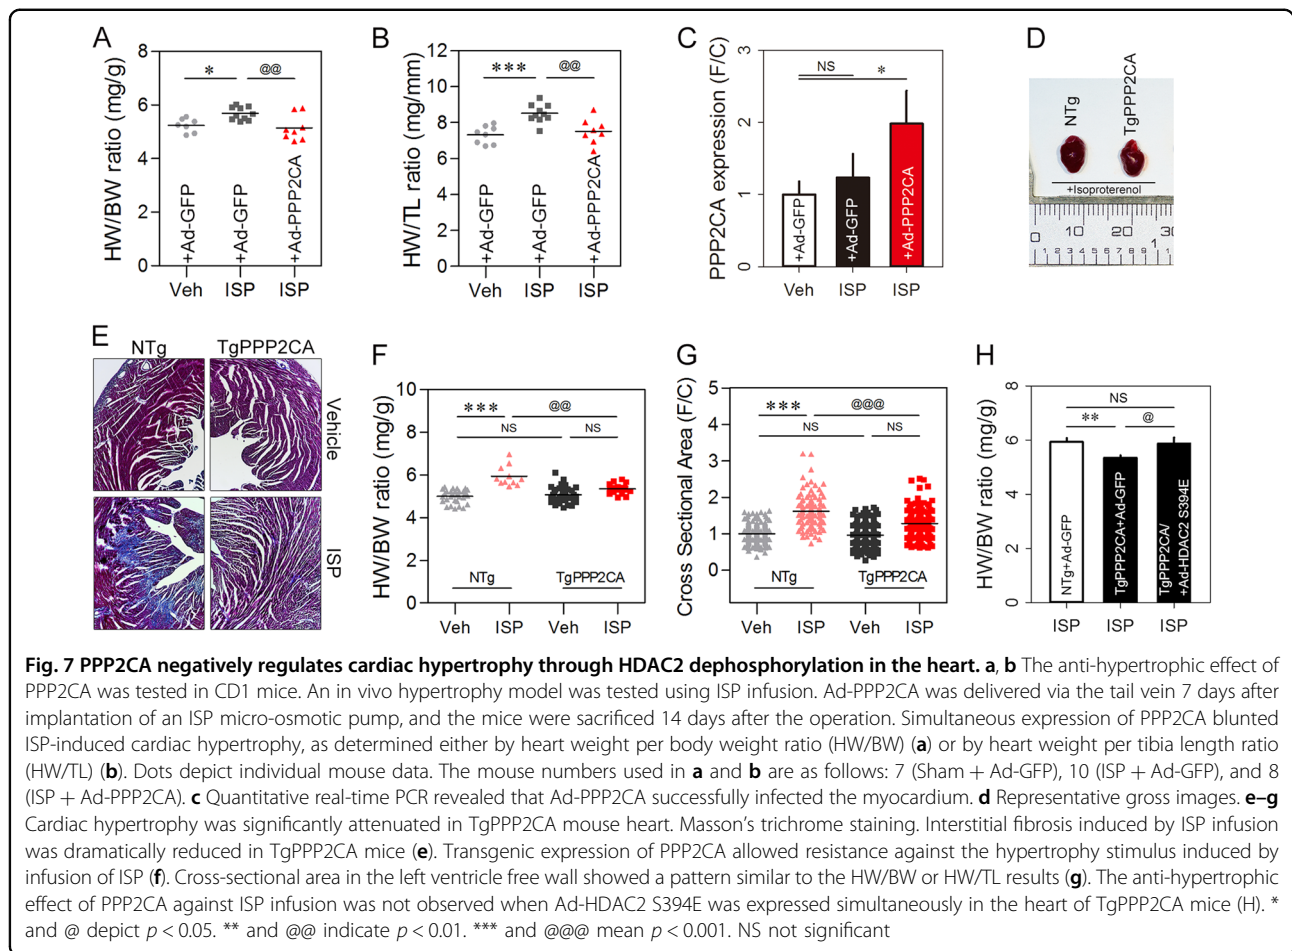 A
HW/BW ratio (mg/g)
8
6
4
2
0
*
@@
+Ad-GFP
+Ad-GFP
+Ad-PPP2CA
Veh
ISP
ISP
B
HW/TL ratio (mg/mm)
12
10
8
6
4
2
0
***
@@
+Ad-GFP
+Ad-GFP
+Ad-PPP2CA
Veh
ISP
ISP
C
PPP2CA expression (F/C)
3
2
1
0
NS
*
+Ad-GFP
+Ad-GFP
+Ad-PPP2CA
Veh
ISP
ISP
D
NTg
TgPPP2CA
+Isoproterenol
0 10 20 30
1 2 3 4 5 6 7 8 9 1 1 2 3
E
NTg
TgPPP2CA
Vehicle
ISP
F
HW/BW ratio (mg/g)
10
8
7
6
5
4
0
***
@@
NS
NS
NTg
TgPPP2CA
Veh
ISP
Veh
ISP
G
Cross Sectional Area (F/C)
5
4
3
2
1
0
***
@@@
NS
NS
NTg
TgPPP2CA
Veh
ISP
Veh
ISP
H
HW/BW ratio (mg/g)
8
6
4
2
0
NS
**
@
NTg+Ad-GFP
TgPPP2CA+Ad-GFP
TgPPP2CA/
+Ad-HDAC2 S394E
ISP
ISP
ISP
Fig. 7 PPP2CA negatively regulates cardiac hypertrophy through HDAC2 dephosphorylation in the heart. a, b The anti-hypertrophic effect of
PPP2CA was tested in CD1 mice. An in vivo hypertrophy model was tested using ISP infusion. Ad-PPP2CA was delivered via the tail vein 7 days after
implantation of an ISP micro-osmotic pump, and the mice were sacrificed 14 days after the operation. Simultaneous expression of PPP2CA blunted
ISP-induced cardiac hypertrophy, as determined either by heart weight per body weight ratio (HW/BW) (a) or by heart weight per tibia length ratio
(HW/TL) (b). Dots depict individual mouse data. The mouse numbers used in a and b are as follows: 7 (Sham + Ad-GFP), 10 (ISP + Ad-GFP), and 8
(ISP + Ad-PPP2CA). c Quantitative real-time PCR revealed that Ad-PPP2CA successfully infected the myocardium. d Representative gross images. e–g
Cardiac hypertrophy was significantly attenuated in TgPPP2CA mouse heart. Masson's trichrome staining. Interstitial fibrosis induced by ISP infusion
was dramatically reduced in TgPPP2CA mice (e). Transgenic expression of PPP2CA allowed resistance against the hypertrophy stimulus induced by
infusion of ISP (f). Cross-sectional area in the left ventricle free wall showed a pattern similar to the HW/BW or HW/TL results (g). The anti-hypertrophic
effect of PPP2CA against ISP infusion was not observed when Ad-HDAC2 S394E was expressed simultaneously in the heart of TgPPP2CA mice (H). *
and @ depict p < 0.05. ** and @@ indicate p < 0.01. *** and @@@ mean p < 0.001. NS not significant